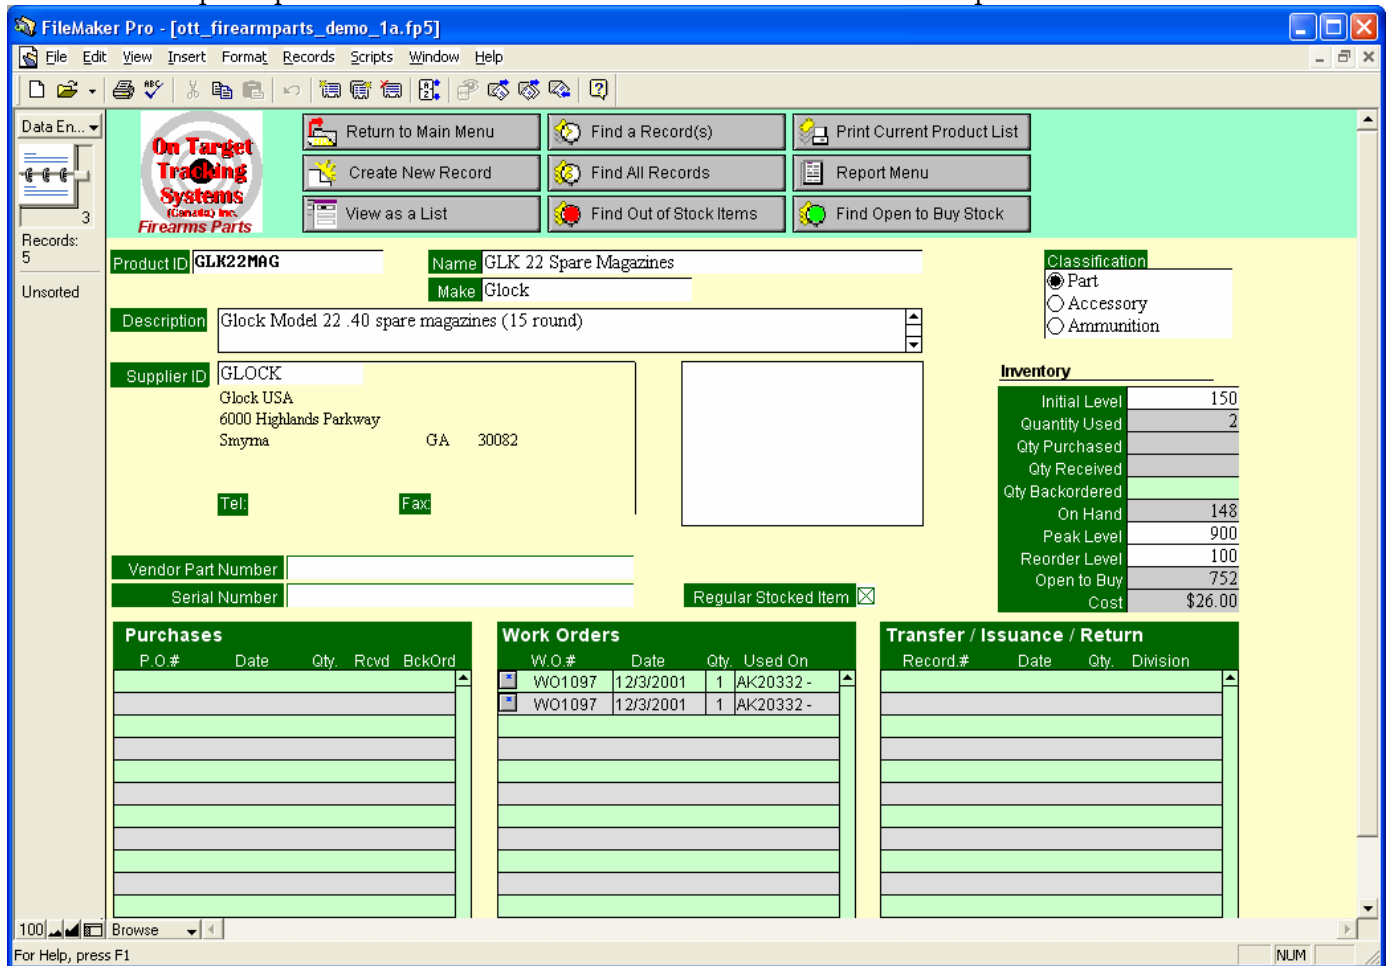 FileMaker Pro - [ott_firearmparts_demo_1a.fp5]
File Edit View Insert Format Records Scripts Window Help
Data En...
3
Records:
5
Unsorted
On Target
Tracking
Systems
(Canada) Inc.
Firearms Parts
Return to Main Menu Find a Record(s) Print Current Product List
Create New Record Find All Records Report Menu
View as a List Find Out of Stock Items Find Open to Buy Stock
Product ID GLK22MAG Name GLK 22 Spare Magazines
Make Glock
Classification
Part
Accessory
Ammunition
Description Glock Model 22 .40 spare magazines (15 round)
Supplier ID GLOCK
Glock USA
6000 Highlands Parkway
Smyrna GA 30082
Tel: Fax:
Inventory
Initial Level 150
Quantity Used 2
Qty Purchased
Qty Received
Qty Backordered
On Hand 148
Peak Level 900
Reorder Level 100
Open to Buy 752
Cost $26.00
Vendor Part Number
Serial Number Regular Stocked Item
Purchases
P.O.# Date Qty. Rcvd BckOrd
Work Orders
W.O.# Date Qty. Used On
WO1097 12/3/2001 1 AK20332 -
WO1097 12/3/2001 1 AK20332 -
Transfer / Issuance / Return
Record.# Date Qty. Division
100 Browse
For Help, press F1 NUM